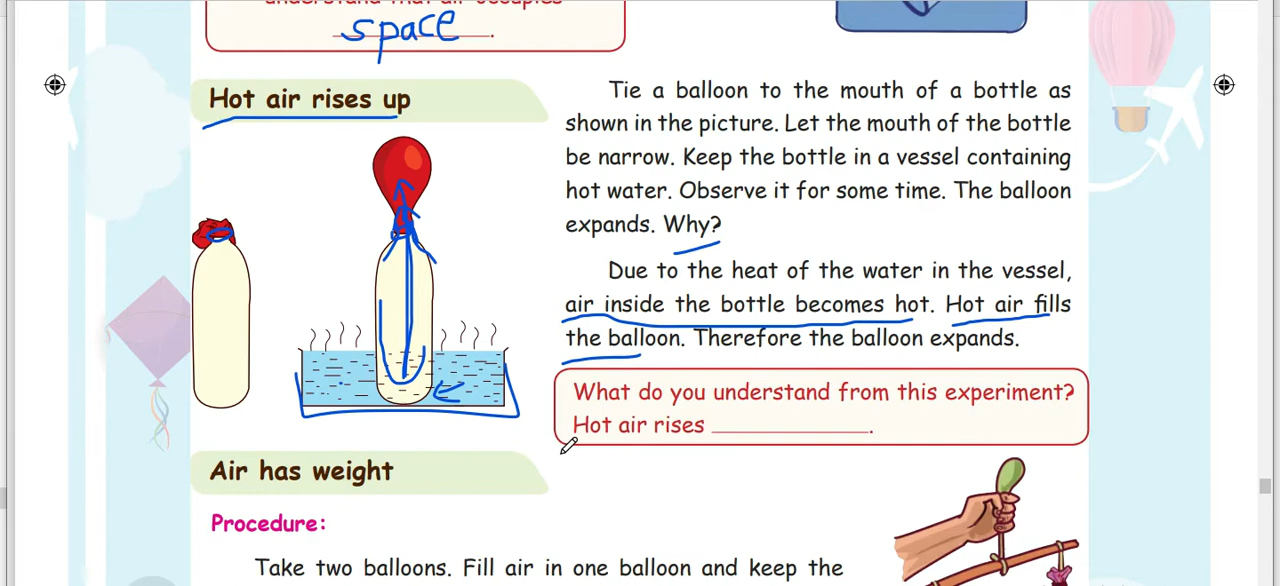 space .
Hot air rises up
Tie a balloon to the mouth of a bottle as
shown in the picture. Let the mouth of the bottle
be narrow. Keep the bottle in a vessel containing
hot water. Observe it for some time. The balloon
expands. Why?
Due to the heat of the water in the vessel,
air inside the bottle becomes hot. Hot air fills
the balloon. Therefore the balloon expands.
What do you understand from this experiment?
Hot air rises ____________.
Air has weight
Procedure:
Take two balloons. Fill air in one balloon and keep the